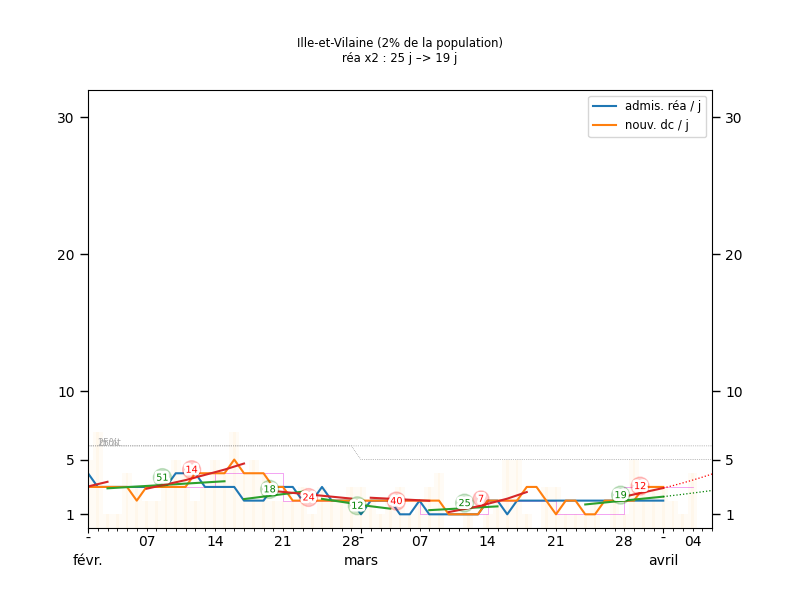 Ille-et-Vilaine (2% de la population)
réa x2 : 25 j –> 19 j
admis. réa / j
nouv. dc / j
30 30
20 20
10 10
5 5
1 1
51 14 18 24 12 40 25 7 19 12
- 07 14 21 28 - 07 14 21 28 - 04
févr. mars avril